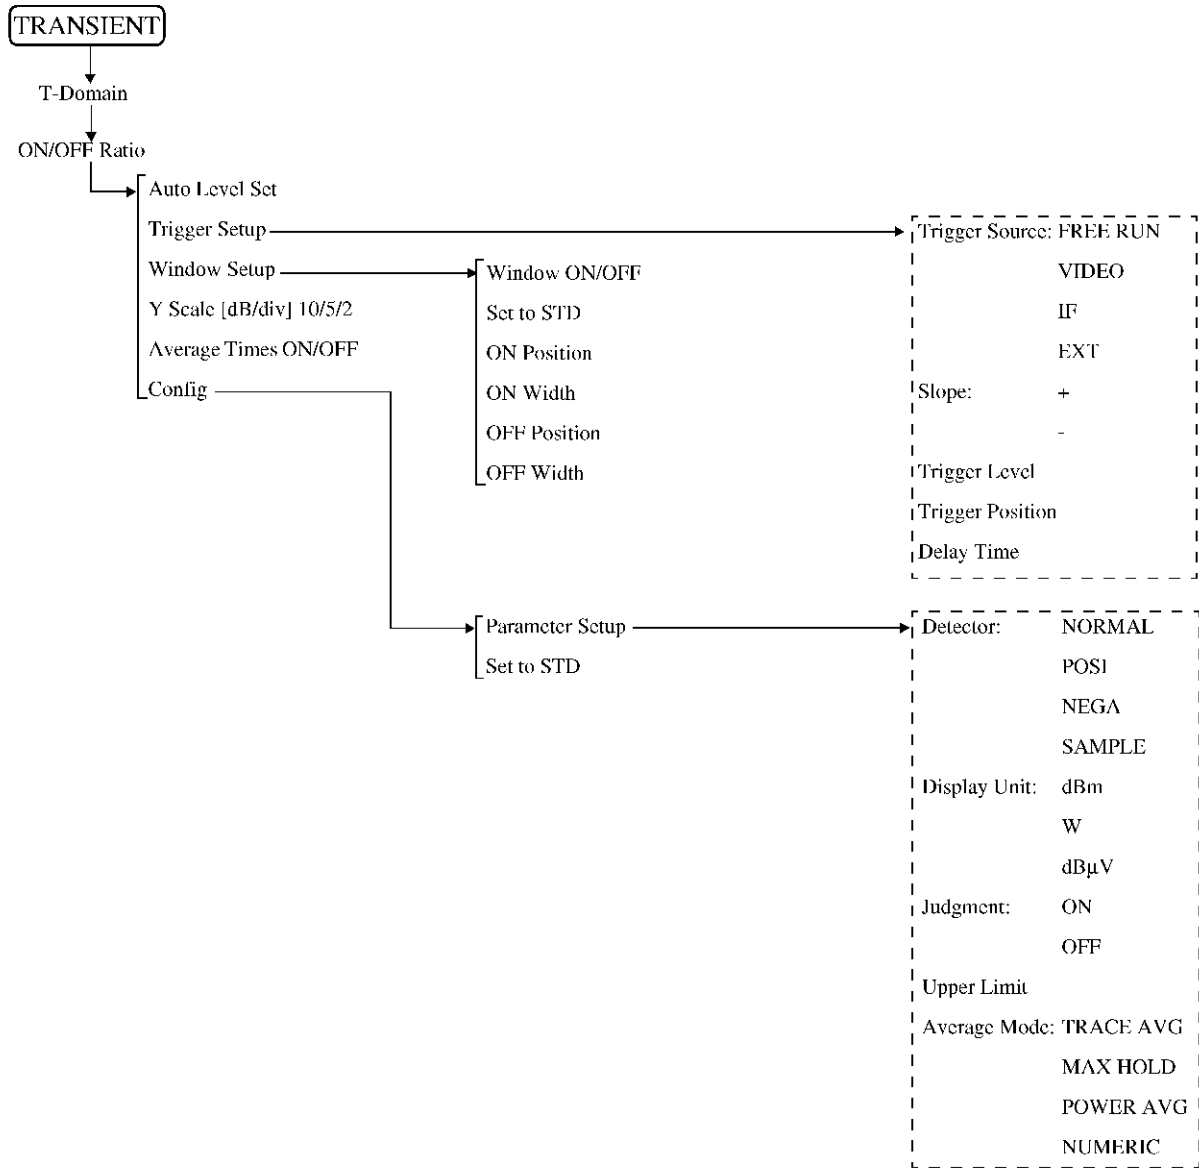 TRANSIENT
T-Domain
ON/OFF Ratio
Auto Level Set
Trigger Setup
Window Setup
Y Scale [dB/div] 10/5/2
Average Times ON/OFF
Config
Window ON/OFF
Set to STD
ON Position
ON Width
OFF Position
OFF Width
Trigger Source: FREE RUN
VIDEO
IF
EXT
Slope: +
-
Trigger Level
Trigger Position
Delay Time
Parameter Setup
Set to STD
Detector: NORMAL
POSI
NEGA
SAMPLE
Display Unit: dBm
W
dBμV
Judgment: ON
OFF
Upper Limit
Average Mode: TRACE AVG
MAX HOLD
POWER AVG
NUMERIC